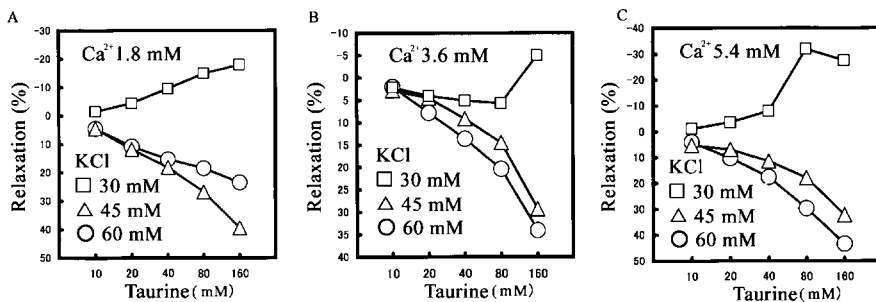 A
Ca2+ 1.8 mM
Relaxation (%)
-30
-20
-10
0
10
20
30
40
50
KCl
30 mM
45 mM
60 mM
10 20 40 80 160
Taurine (mM)
B
Ca2+ 3.6 mM
Relaxation (%)
-10
-5
0
5
10
15
20
25
30
35
40
KCl
30 mM
45 mM
60 mM
10 20 40 80 160
Taurine (mM)
C
Ca2+ 5.4 mM
Relaxation (%)
-40
-30
-20
-10
0
10
20
30
40
50
KCl
30 mM
45 mM
60 mM
10 20 40 80 160
Taurine (mM)